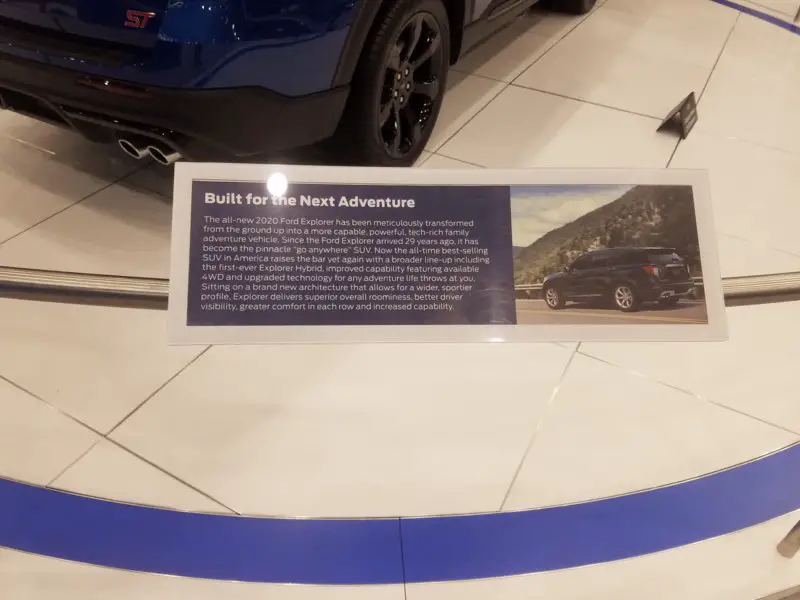 ST
Built for the Next Adventure
The all-new 2020 Ford Explorer has been meticulously transformed
from the ground up into a more capable, powerful, tech-rich family
adventure vehicle. Since the Ford Explorer arrived 29 years ago, it has
become the pinnacle "go anywhere" SUV. Now the all-time best-selling
SUV in America raises the bar yet again with a broader line-up including
the first-ever Explorer Hybrid, improved capability featuring available
4WD and upgraded technology for any adventure life throws at you.
Sitting on a brand new architecture that allows for a wider, sportier
profile, Explorer delivers superior overall roominess, better driver
visibility, greater comfort in each row and increased capability.